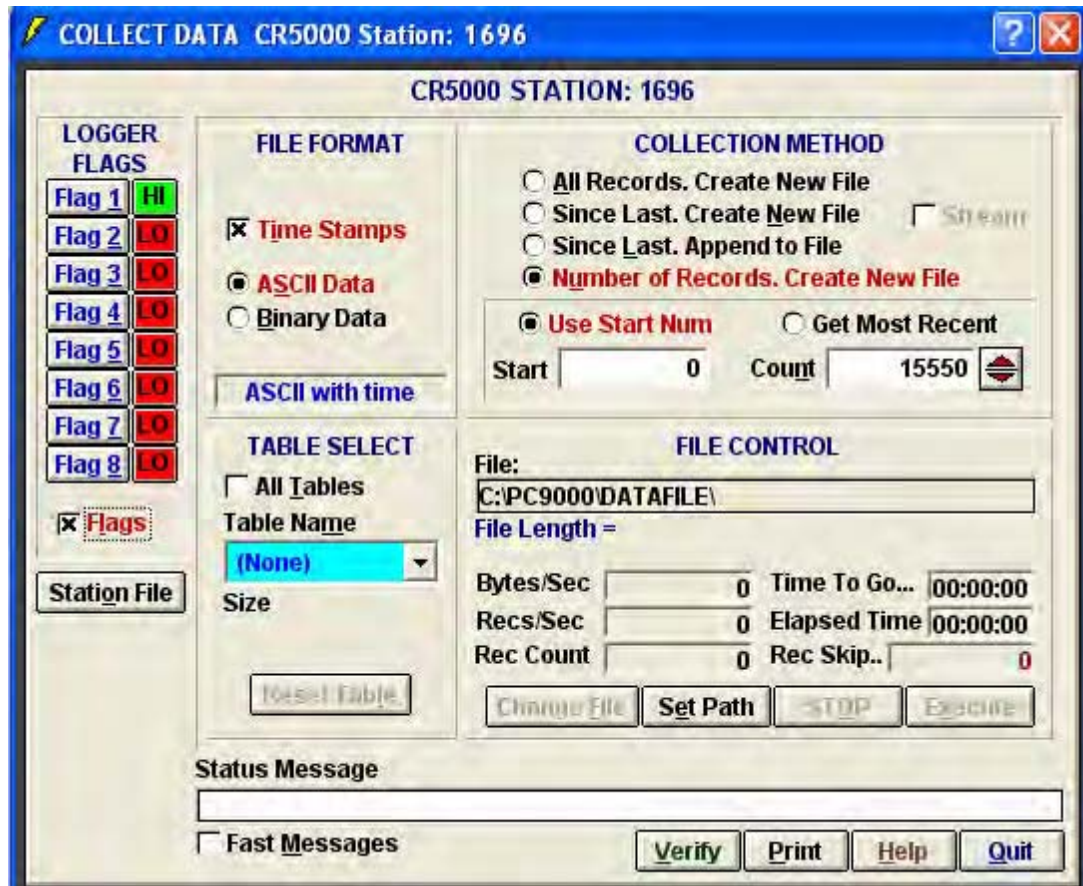 COLLECT DATA CR5000 Station: 1696
CR5000 STATION: 1696
LOGGER
FLAGS
Flag 1 HI
Flag 2 LO
Flag 3 LO
Flag 4 LO
Flag 5 LO
Flag 6 LO
Flag 7 LO
Flag 8 LO
Flags
Station File
FILE FORMAT
Time Stamps
ASCII Data
Binary Data
ASCII with time
COLLECTION METHOD
All Records. Create New File
Since Last. Create New File Stream
Since Last. Append to File
Number of Records. Create New File
Use Start Num Get Most Recent
Start 0 Count 15550
TABLE SELECT
All Tables
Table Name
(None)
Size
Reset Table
FILE CONTROL
File:
C:\PC9000\DATAFILE\
File Length =
Bytes/Sec 0 Time To Go... 00:00:00
Recs/Sec 0 Elapsed Time 00:00:00
Rec Count 0 Rec Skip.. 0
Change File Set Path STOP Execute
Status Message
Fast Messages
Verify Print Help Quit